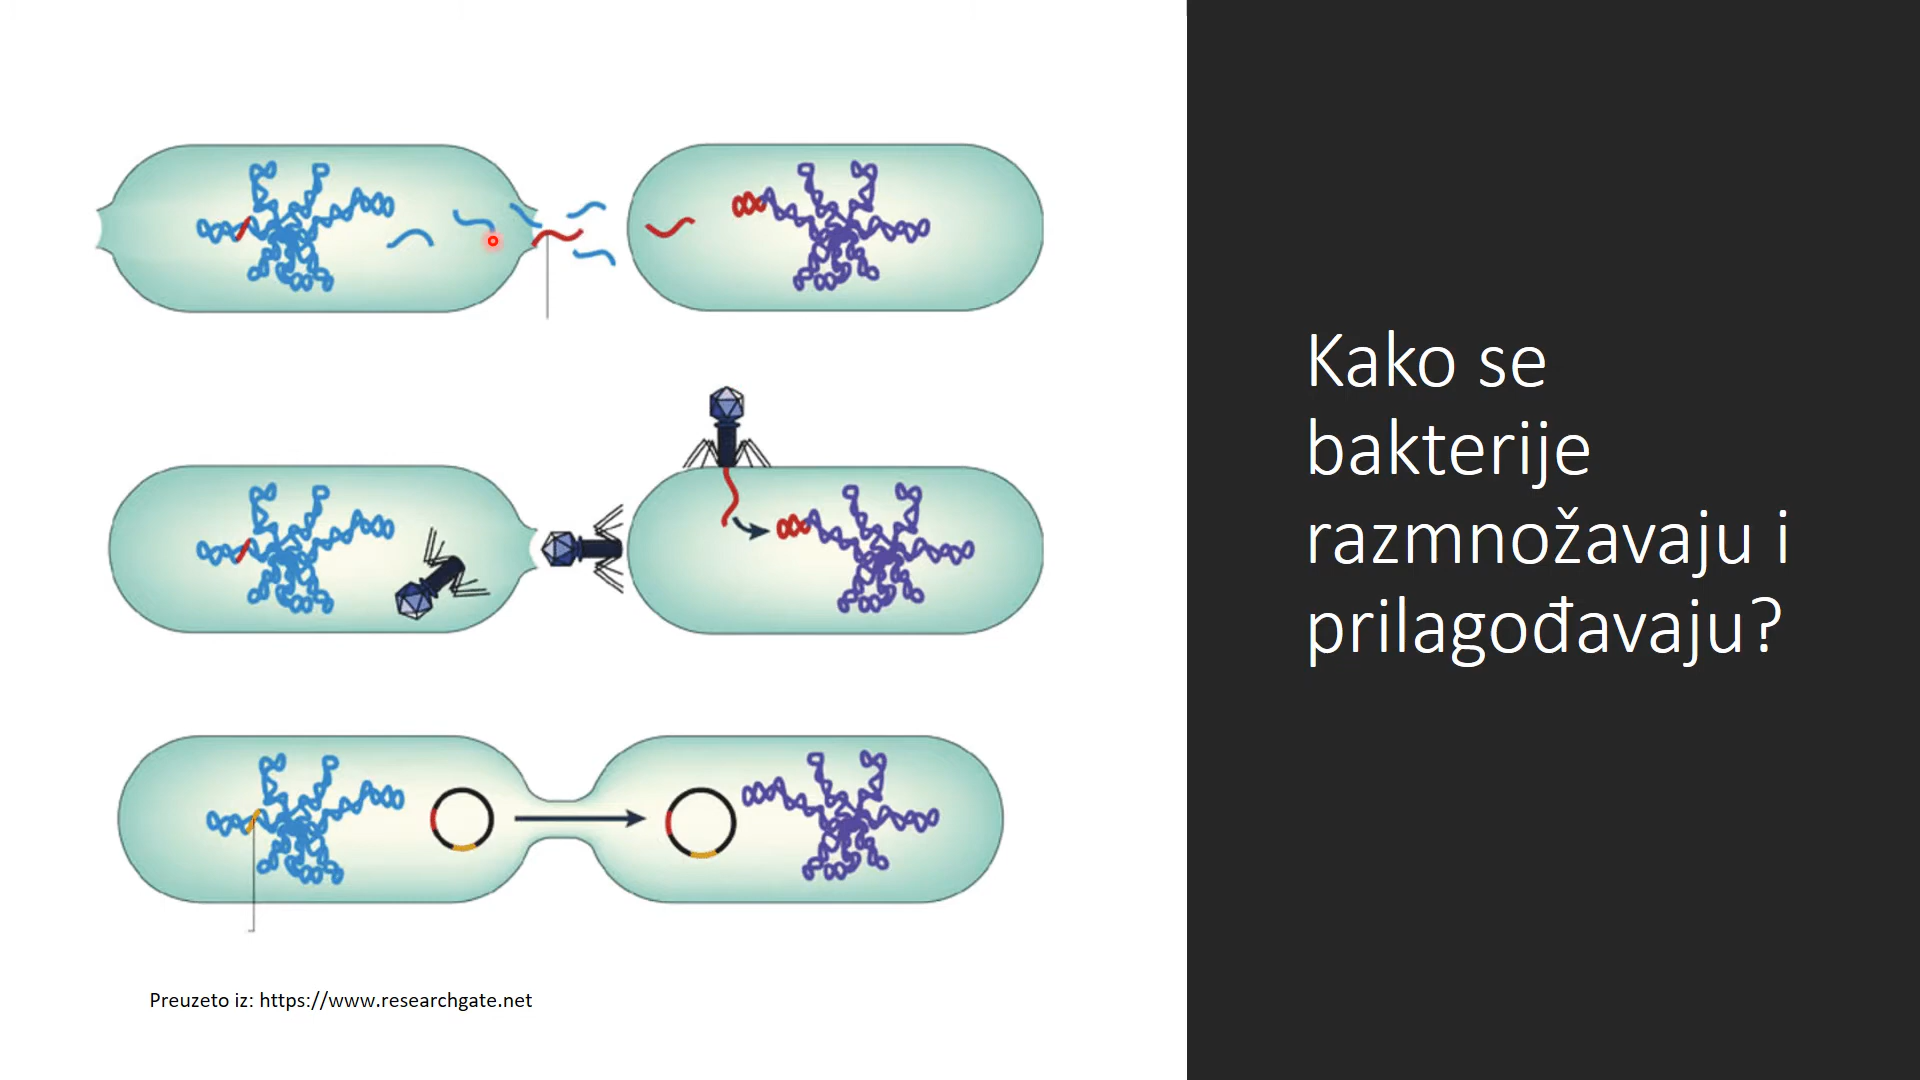 Kako se
bakterije
razmnožavaju i
prilagođavaju?
Preuzeto iz: https://www.researchgate.net